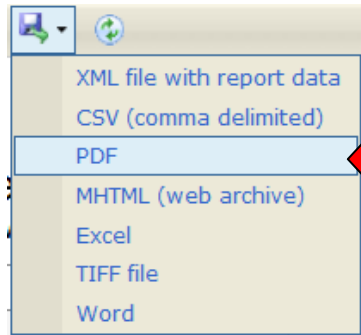 XML file with report data
CSV (comma delimited)
PDF
MHTML (web archive)
Excel
TIFF file
Word